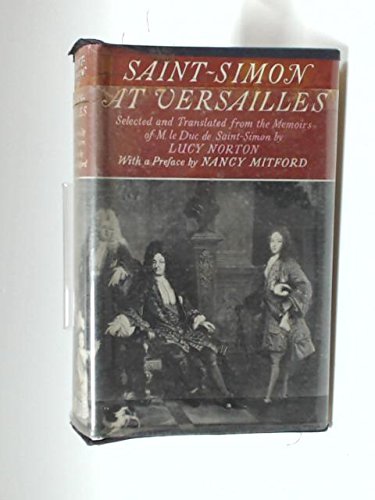 SAINT-SIMON
AT VERSAILLES
Selected and Translated from the Memoirs
of M. le Duc de Saint-Simon by
LUCY NORTON
With a Preface by NANCY MITFORD